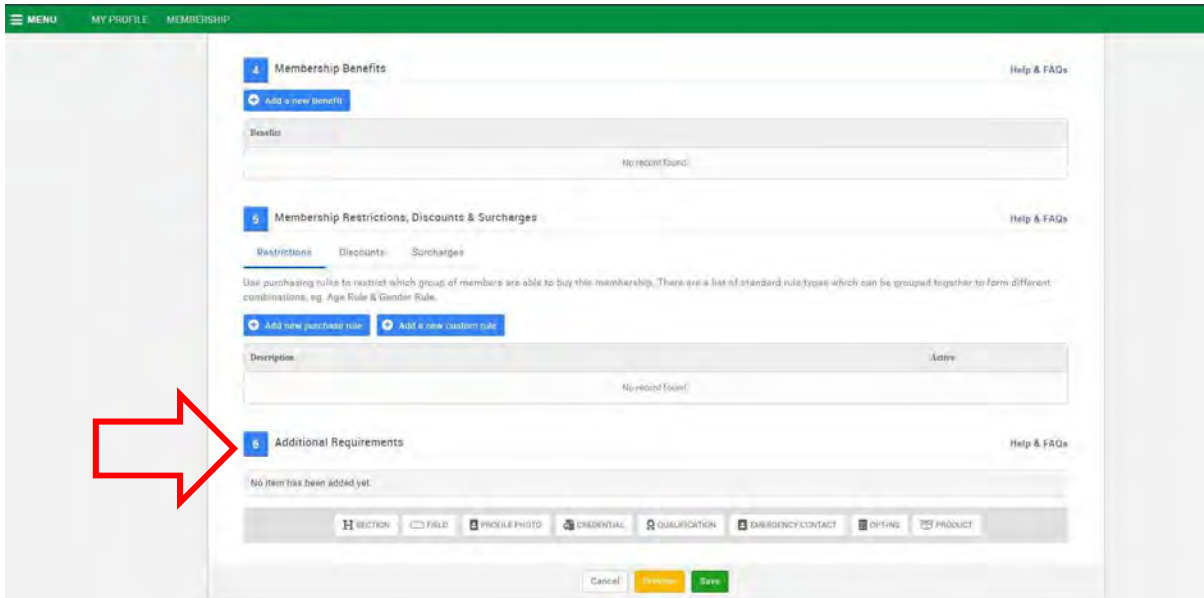 MENU MY PROFILE MEMBERSHIP
4 Membership Benefits Help & FAQs
Add a new Benefit
Benefits
No record found.
5 Membership Restrictions, Discounts & Surcharges Help & FAQs
Restrictions Discounts Surcharges
Use purchasing rules to restrict which group of members are able to buy this membership. There are a list of standard rule types which can be grouped together to form different
combinations, eg. Age Rule & Gender Rule.
Add new purchase rule Add a new custom rule
Description Active
No record found.
6 Additional Requirements Help & FAQs
No item has been added yet.
SECTION FIELD PROFILE PHOTO CREDENTIAL QUALIFICATION EMERGENCY CONTACT OPT-INS PRODUCT
Cancel Preview Save